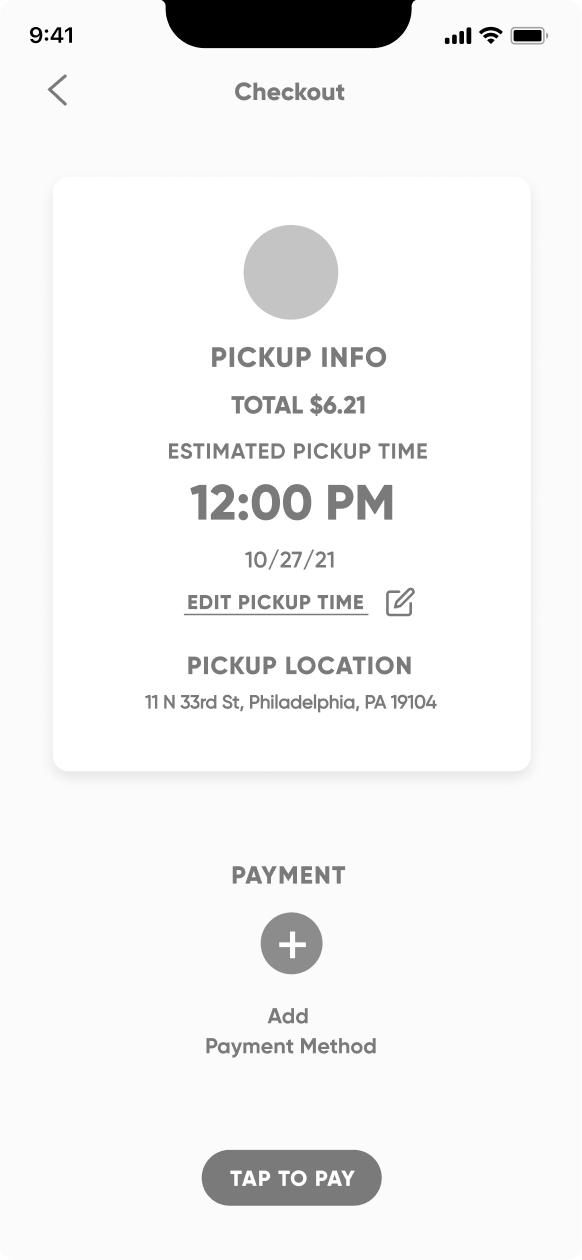 9:41
Checkout
PICKUP INFO
TOTAL $6.21
ESTIMATED PICKUP TIME
12:00 PM
10/27/21
EDIT PICKUP TIME
PICKUP LOCATION
11 N 33rd St, Philadelphia, PA 19104
PAYMENT
Add
Payment Method
TAP TO PAY